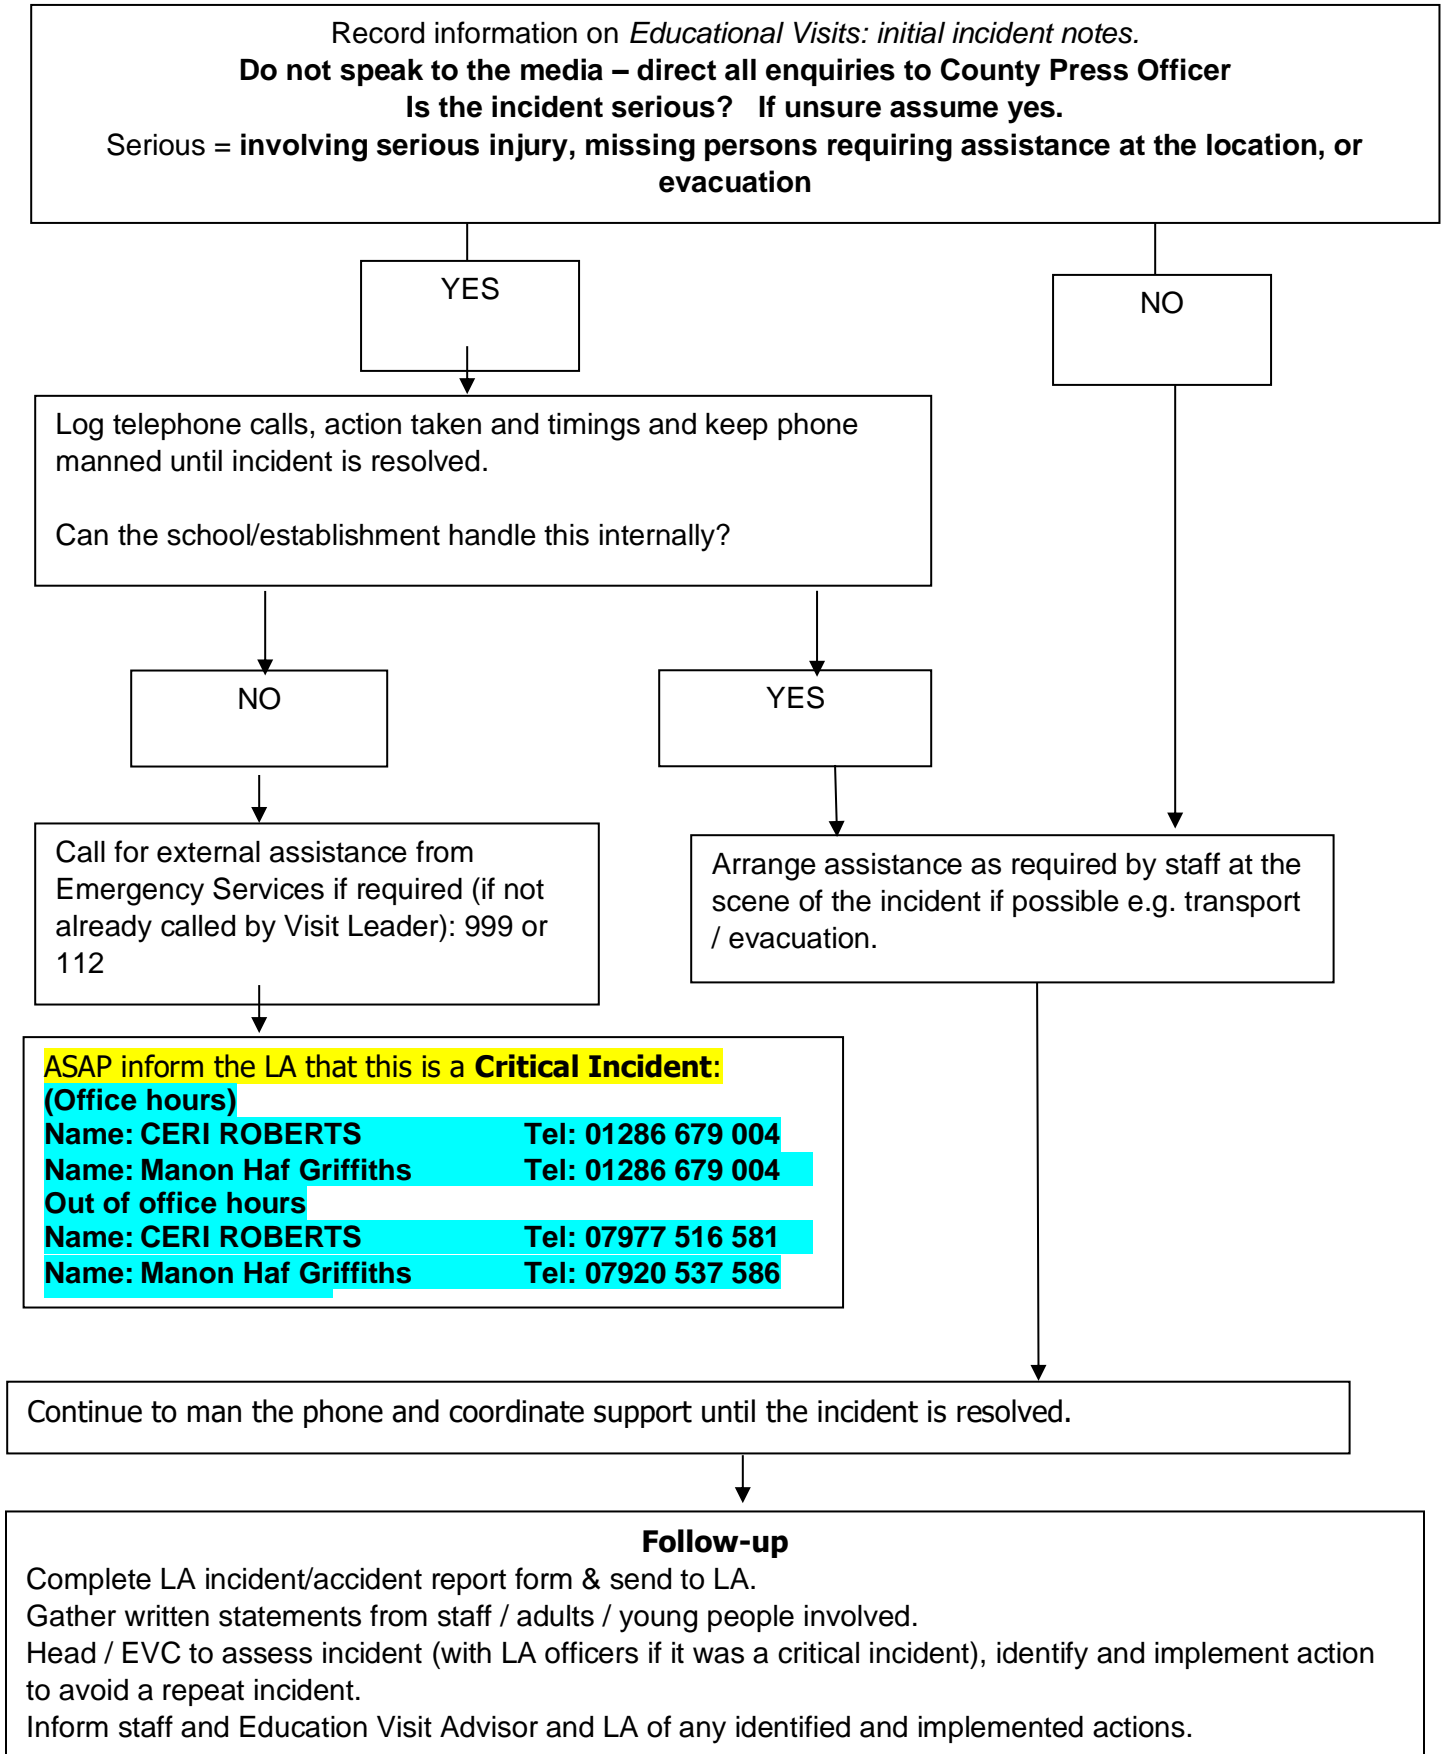 Record information on Educational Visits: initial incident notes.
Do not speak to the media – direct all enquiries to County Press Officer
Is the incident serious? If unsure assume yes.
Serious = involving serious injury, missing persons requiring assistance at the location, or
evacuation
YES
NO
Log telephone calls, action taken and timings and keep phone
manned until incident is resolved.
Can the school/establishment handle this internally?
NO
YES
Call for external assistance from
Emergency Services if required (if not
already called by Visit Leader): 999 or
112
Arrange assistance as required by staff at the
scene of the incident if possible e.g. transport
/ evacuation.
ASAP inform the LA that this is a Critical Incident:
(Office hours)
Name: CERI ROBERTS Tel: 01286 679 004
Name: Manon Haf Griffiths Tel: 01286 679 004
Out of office hours
Name: CERI ROBERTS Tel: 07977 516 581
Name: Manon Haf Griffiths Tel: 07920 537 586
Continue to man the phone and coordinate support until the incident is resolved.
Follow-up
Complete LA incident/accident report form & send to LA.
Gather written statements from staff / adults / young people involved.
Head / EVC to assess incident (with LA officers if it was a critical incident), identify and implement action
to avoid a repeat incident.
Inform staff and Education Visit Advisor and LA of any identified and implemented actions.